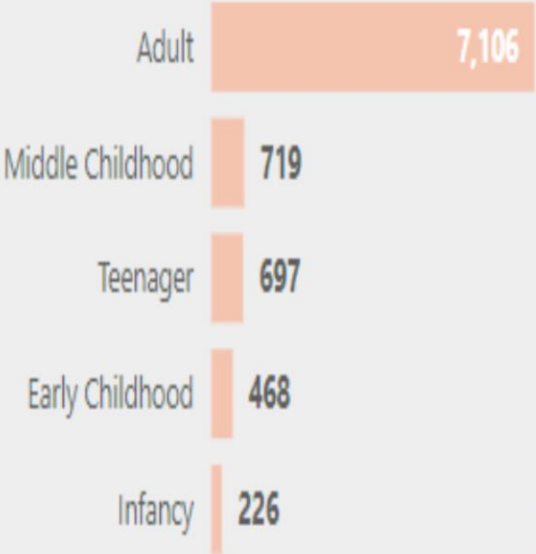 Adult 7,106
Middle Childhood 719
Teenager 697
Early Childhood 468
Infancy 226